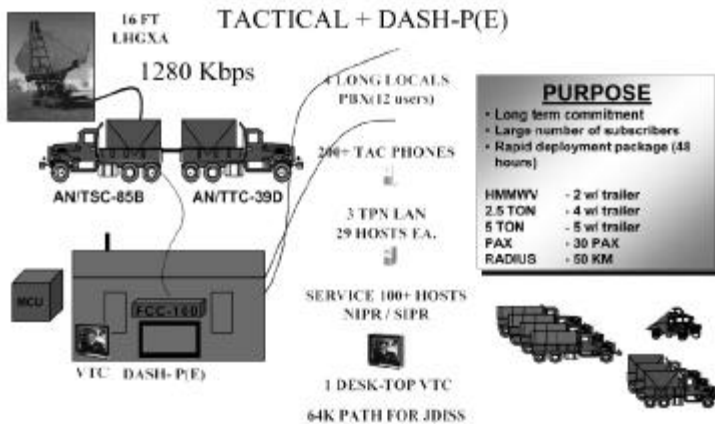 TACTICAL + DASH-P(E)
16 FT
LHGXA
1280 Kbps
AN/TSC-85B
AN/TTC-39D
4 LONG LOCALS
PBX(12 users)
200+ TAC PHONES
3 TPN LAN
29 HOSTS EA.
SERVICE 100+ HOSTS
NIPR / SIPR
1 DESK-TOP VTC
64K PATH FOR JDISS
MCU
FCC-100
VTC
DASH- P(E)
PURPOSE
• Long term commitment
• Large number of subscribers
• Rapid deployment package (48
hours)
HMMWV - 2 w/ trailer
2.5 TON - 4 w/ trailer
5 TON - 5 w/ trailer
PAX - 30 PAX
RADIUS - 50 KM